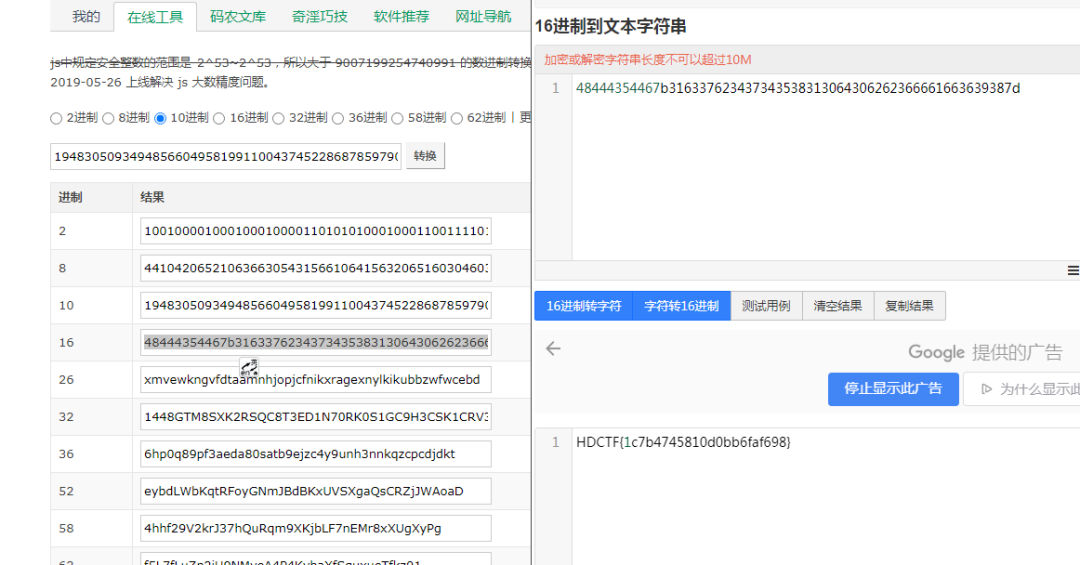 我的 在线工具 码农文库 奇淫巧技 软件推荐 网址导航
js中规定安全整数的范围是 -2^53~2^53，所以大于 9007199254740991 的数进制转换
2019-05-26 上线解决 js 大数精度问题。
2进制 8进制 10进制 16进制 32进制 36进制 58进制 62进制 | 更
转换
进制 结果
2
8
10
16
26 xmvewkngvfdtaamnhjopjcfnikxragexnylkikubbzwfwcebd
32
36 6hp0q89pf3aeda80satb9ejzc4y9unh3nnkqzcpcdjdkt
52 eybdLWbKqtRFoyGNmJBdBKxUVSXgaQsCRZjJWAoaD
58 4hhf29V2krJ37hQuRqm9XKjbLF7nEMr8xXUgXyPg
16进制到文本字符串
加密或解密字符串长度不可以超过10M
1 48444354467b31633762343734353831306430626236666166363939387d
16进制转字符 字符转16进制 测试用例 清空结果 复制结果
Google 提供的广告
停止显示此广告 为什么显示此
1 HDCTF{1c7b4745810d0bb6faf698}